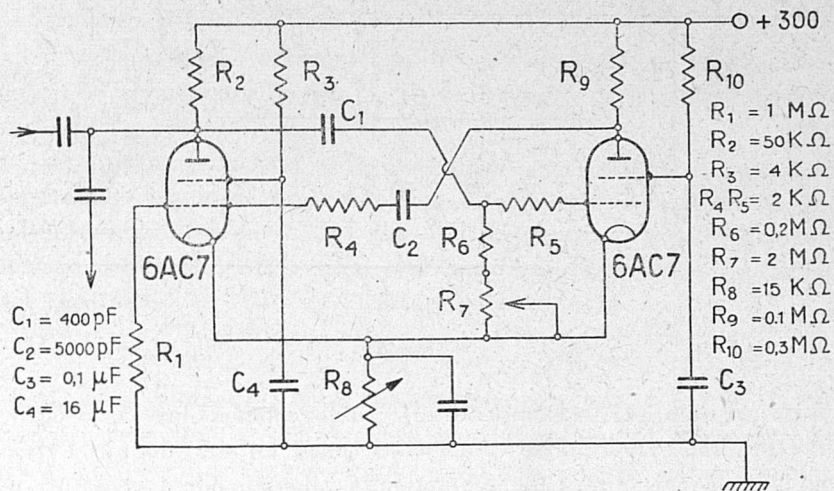 + 300
R2
R3
R9
R10
C1
R4
C2
R6
R5
R7
6AC7
6AC7
R1
C4
R8
C3
C1 = 400 pF
C2 = 5000 pF
C3 = 0,1 µF
C4 = 16 µF
R1 = 1 MΩ
R2 = 50 KΩ
R3 = 4 KΩ
R4 R5 = 2 KΩ
R6 = 0,2 MΩ
R7 = 2 MΩ
R8 = 15 KΩ
R9 = 0.1 MΩ
R10 = 0,3 MΩ